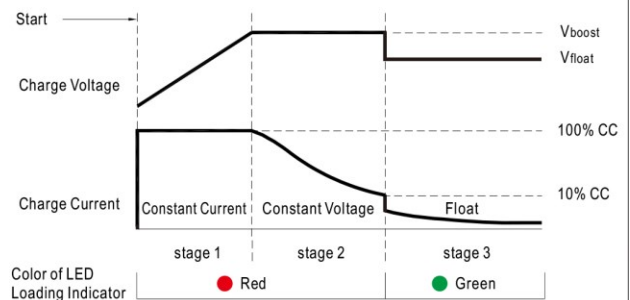 Start
Vboost
Vfloat
Charge Voltage
100% CC
10% CC
Charge Current
Constant Current
Constant Voltage
Float
stage 1
stage 2
stage 3
Color of LED
Loading Indicator
Red
Green